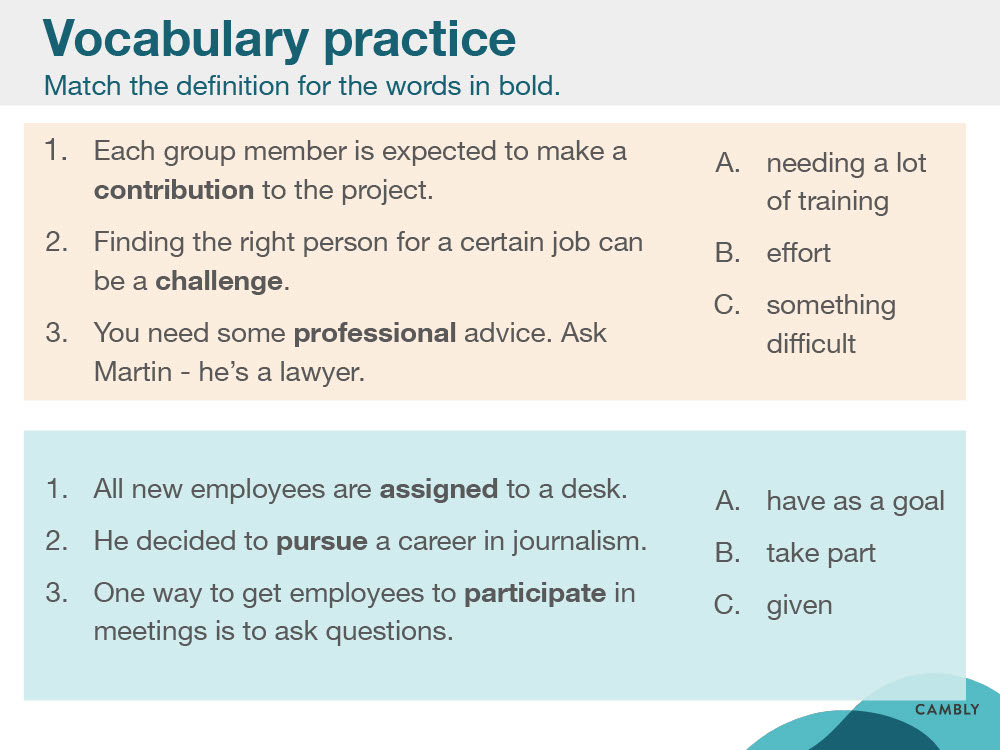 Vocabulary practice
Match the definition for the words in bold.
1. Each group member is expected to make a
contribution to the project.
2. Finding the right person for a certain job can
be a challenge.
3. You need some professional advice. Ask
Martin - he’s a lawyer.
A. needing a lot
of training
B. effort
C. something
difficult
1. All new employees are assigned to a desk.
2. He decided to pursue a career in journalism.
3. One way to get employees to participate in
meetings is to ask questions.
A. have as a goal
B. take part
C. given
CAMBLY